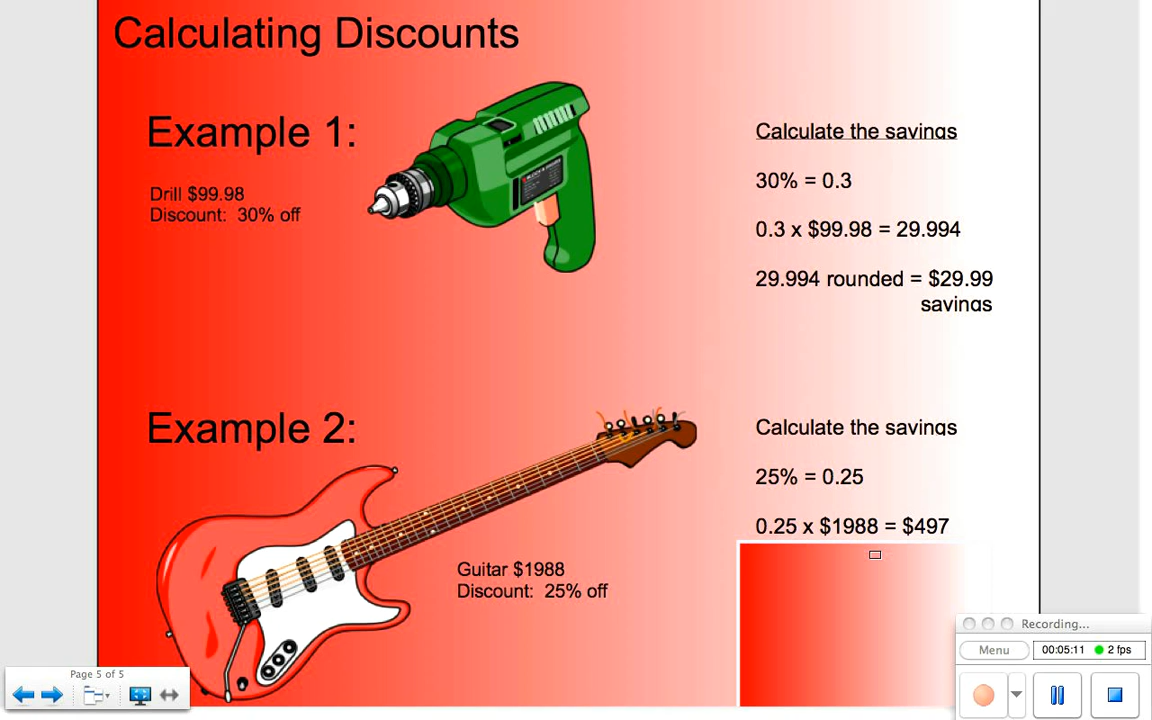 Calculating Discounts
Example 1:
Drill $99.98
Discount: 30% off
Calculate the savings
30% = 0.3
0.3 x $99.98 = 29.994
29.994 rounded = $29.99
savings
Example 2:
Guitar $1988
Discount: 25% off
Calculate the savings
25% = 0.25
0.25 x $1988 = $497
Recording...
Menu
00:05:11
2 fps
Page 5 of 5